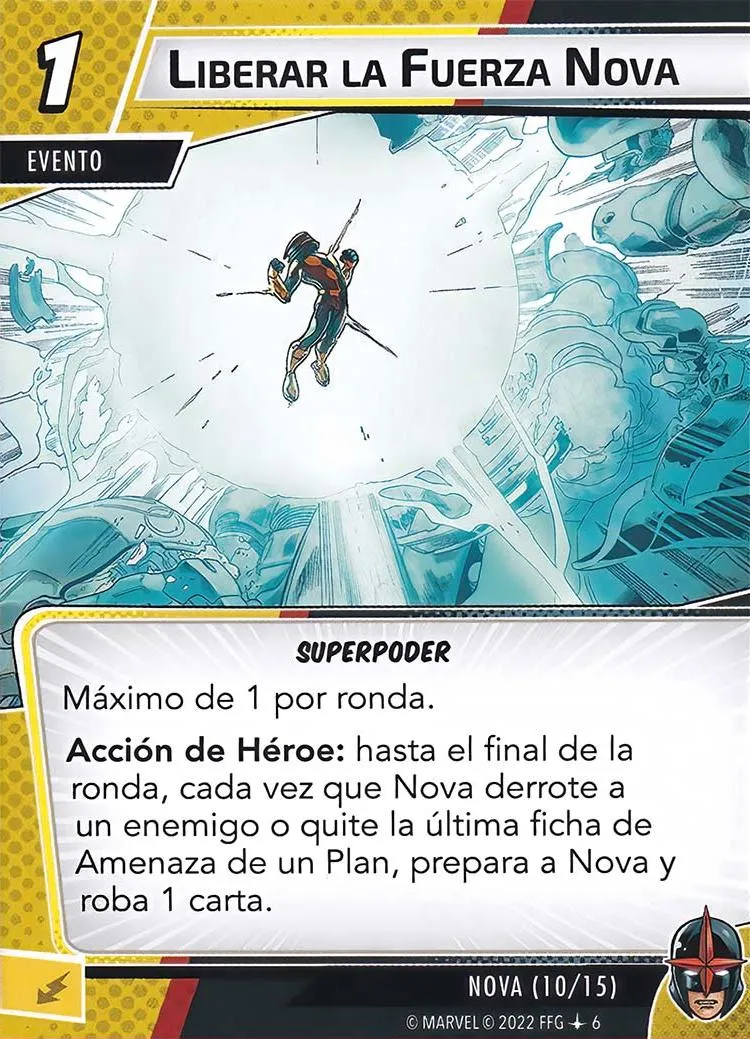 1
LIBERAR LA FUERZA NOVA
EVENTO
SUPERPODER
Máximo de 1 por ronda.
Acción de Héroe: hasta el final de la
ronda, cada vez que Nova derrote a
un enemigo o quite la última ficha de
Amenaza de un Plan, prepara a Nova y
roba 1 carta.
NOVA (10/15)
© MARVEL © 2022 FFG 6